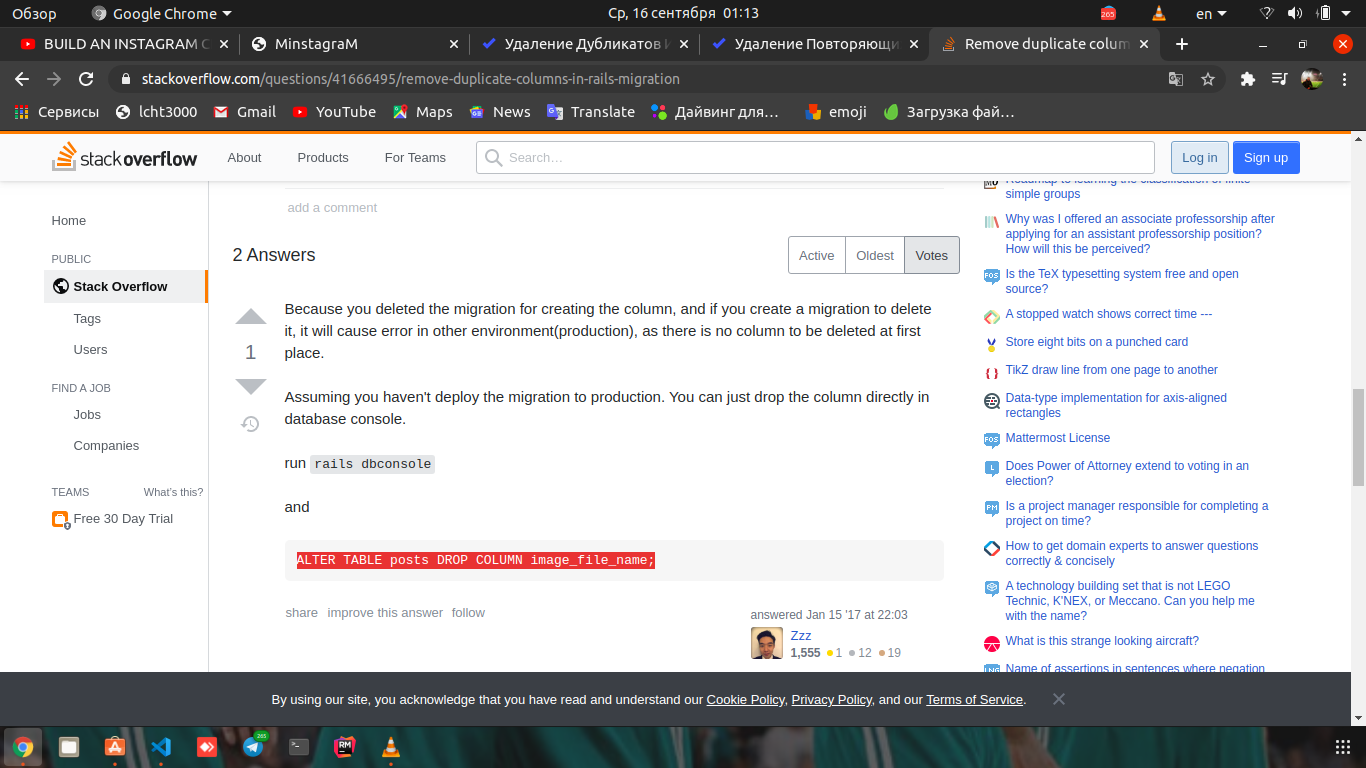 Обзор
Google Chrome
Ср, 16 сентября 01:13
265
en
BUILD AN INSTAGRAM C
MinstagraM
Удаление Дубликатов И
Удаление Повторяющи
Remove duplicate colum
stackoverflow.com/questions/41666495/remove-duplicate-columns-in-rails-migration
Сервисы
lcht3000
Gmail
YouTube
Maps
News
Translate
Дайвинг для…
emoji
Загрузка фай…
stackoverflow
About
Products
For Teams
Search…
Log in
Sign up
Home
PUBLIC
Stack Overflow
Tags
Users
FIND A JOB
Jobs
Companies
TEAMS
What's this?
Free 30 Day Trial
add a comment
2 Answers
Active
Oldest
Votes
1
Because you deleted the migration for creating the column, and if you create a migration to delete
it, it will cause error in other environment(production), as there is no column to be deleted at first
place.
Assuming you haven't deploy the migration to production. You can just drop the column directly in
database console.
run rails dbconsole
and
ALTER TABLE posts DROP COLUMN image_file_name;
share improve this answer follow
answered Jan 15 '17 at 22:03
Zzz
1,555 1 12 19
Roadmap to learning the classification of finite
simple groups
Why was I offered an associate professorship after
applying for an assistant professorship position?
How will this be perceived?
Is the TeX typesetting system free and open
source?
A stopped watch shows correct time ---
Store eight bits on a punched card
TikZ draw line from one page to another
Data-type implementation for axis-aligned
rectangles
Mattermost License
Does Power of Attorney extend to voting in an
election?
Is a project manager responsible for completing a
project on time?
How to get domain experts to answer questions
correctly & concisely
A technology building set that is not LEGO
Technic, K'NEX, or Meccano. Can you help me
with the name?
What is this strange looking aircraft?
Name of assertions in sentences where negation
By using our site, you acknowledge that you have read and understand our Cookie Policy, Privacy Policy, and our Terms of Service.
265
RM